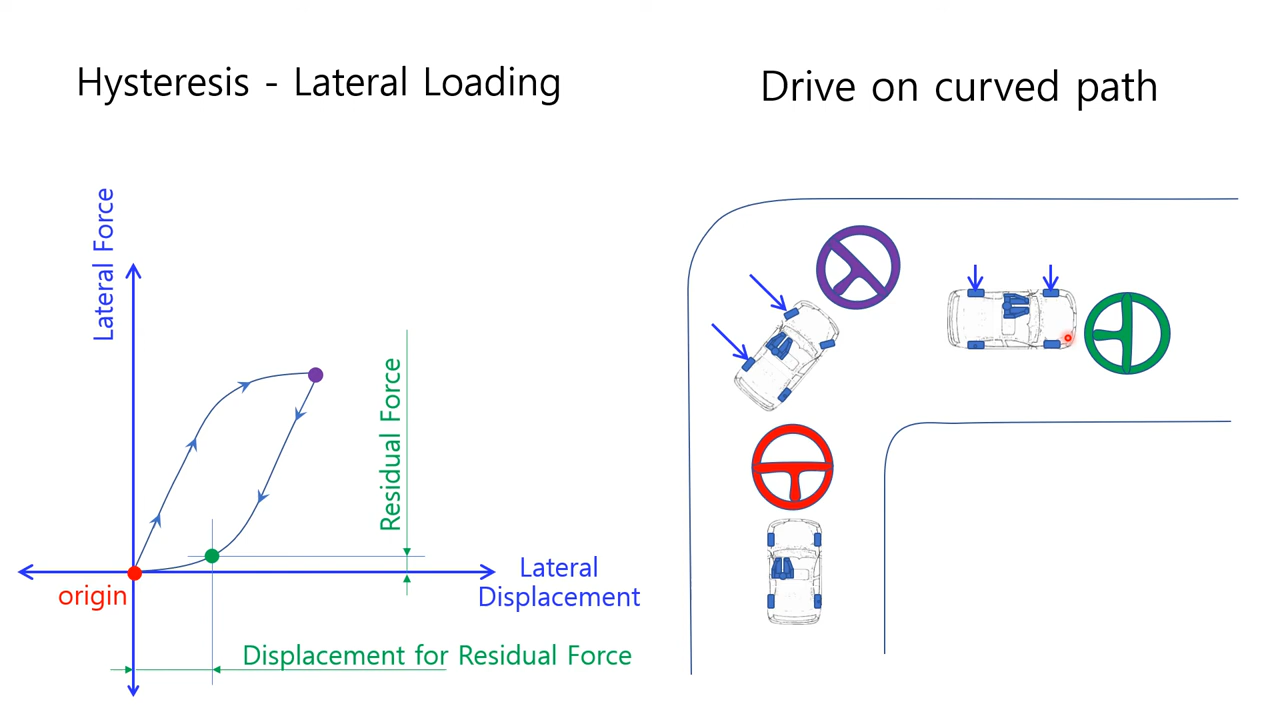 Hysteresis - Lateral Loading
Drive on curved path
Lateral Force
Residual Force
Lateral
Displacement
origin
Displacement for Residual Force